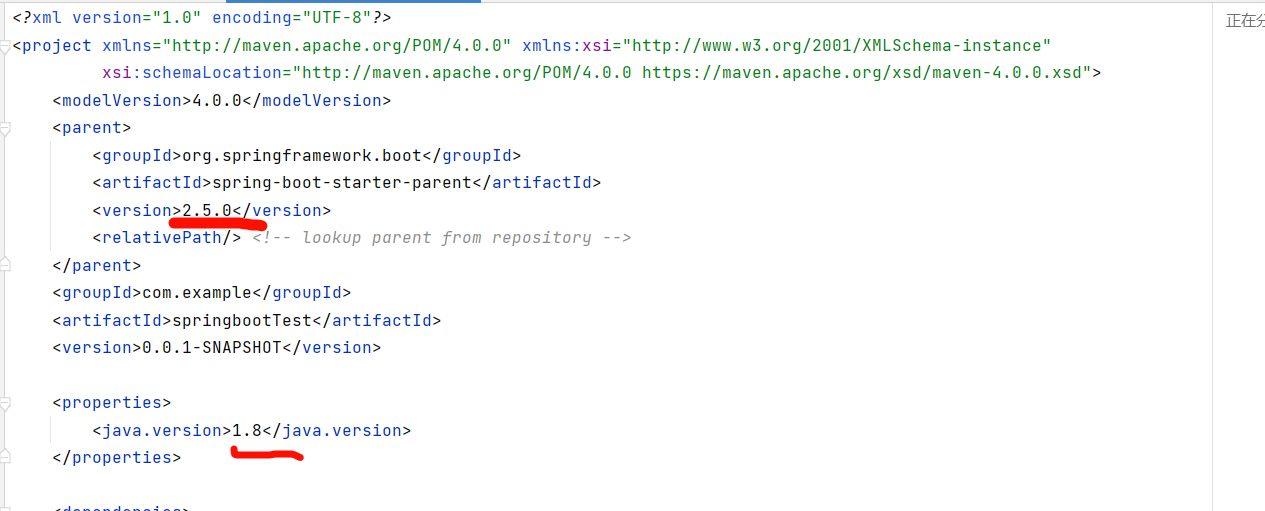 <?xml version="1.0" encoding="UTF-8"?>
正在分
<project xmlns="http://maven.apache.org/POM/4.0.0" xmlns:xsi="http://www.w3.org/2001/XMLSchema-instance"
xsi:schemaLocation="http://maven.apache.org/POM/4.0.0 https://maven.apache.org/xsd/maven-4.0.0.xsd">
<modelVersion>4.0.0</modelVersion>
<parent>
<groupId>org.springframework.boot</groupId>
<artifactId>spring-boot-starter-parent</artifactId>
<version>2.5.0</version>
<relativePath/> <!-- lookup parent from repository -->
</parent>
<groupId>com.example</groupId>
<artifactId>springbootTest</artifactId>
<version>0.0.1-SNAPSHOT</version>
<properties>
<java.version>1.8</java.version>
</properties>
<dependencies>